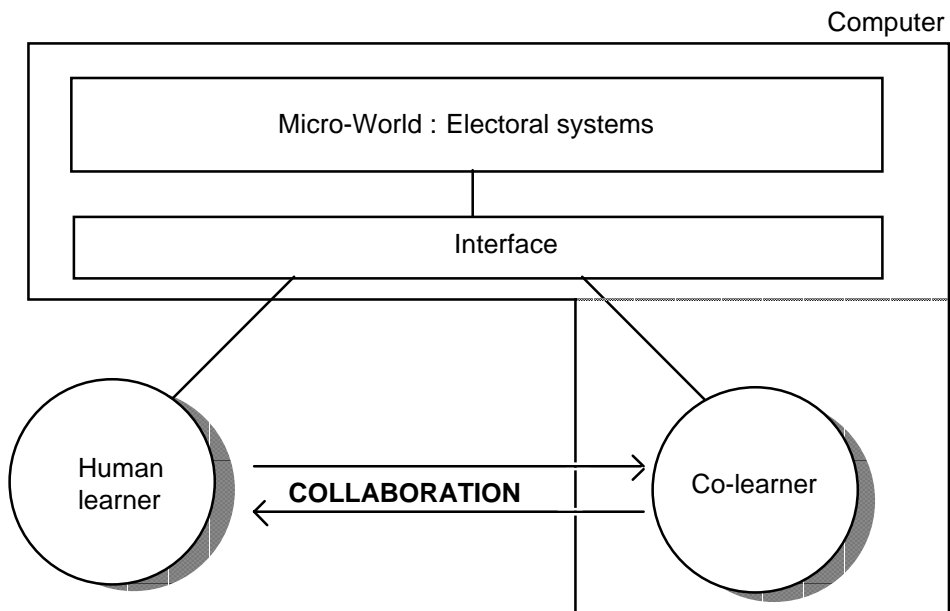 Computer
Micro-World : Electoral systems
Interface
Human
learner
COLLABORATION
Co-learner